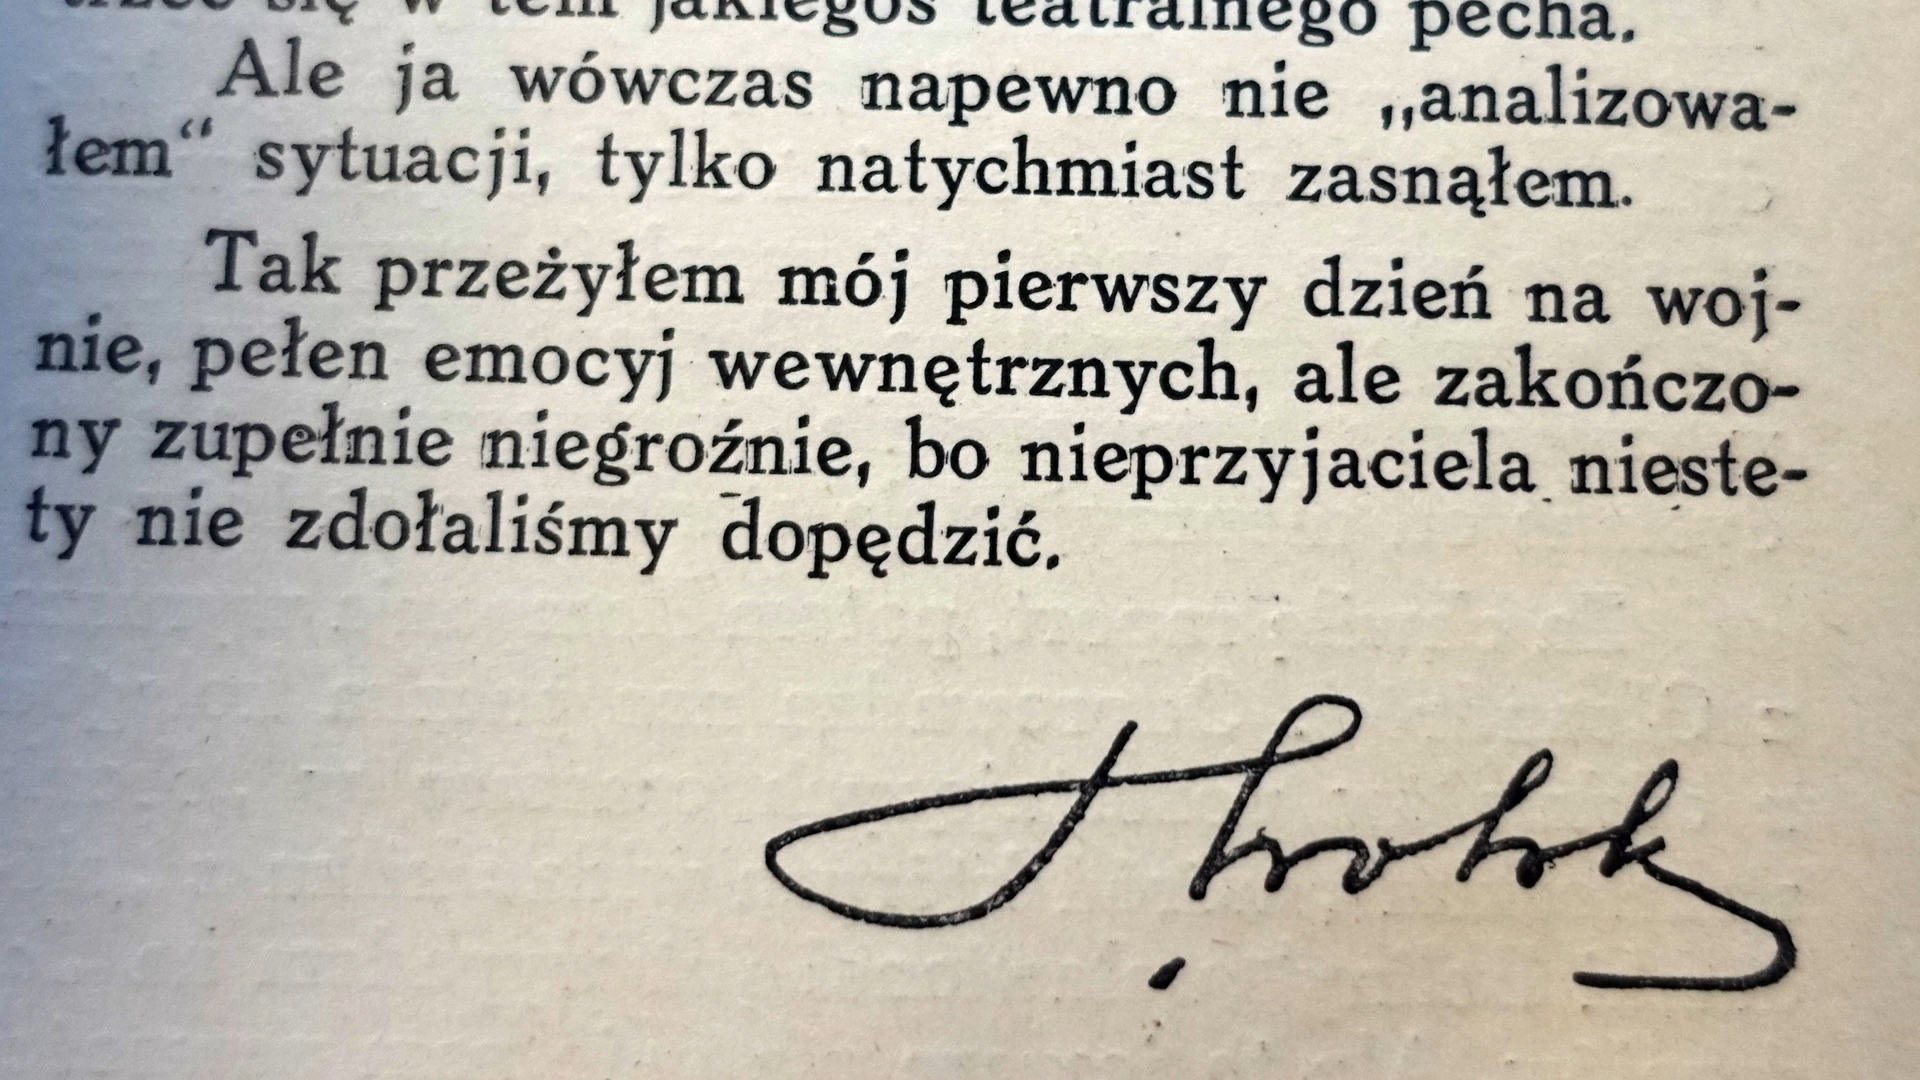 się w tem jakiegoś teatralnego pecha.
Ale ja wówczas napewno nie „analizowa-
łem“ sytuacji, tylko natychmiast zasnąłem.
Tak przeżyłem mój pierwszy dzień na woj-
nie, pełen emocyj wewnętrznych, ale zakończo-
ny zupełnie niegroźnie, bo nieprzyjaciela nieste-
ty nie zdołaliśmy dopędzić.